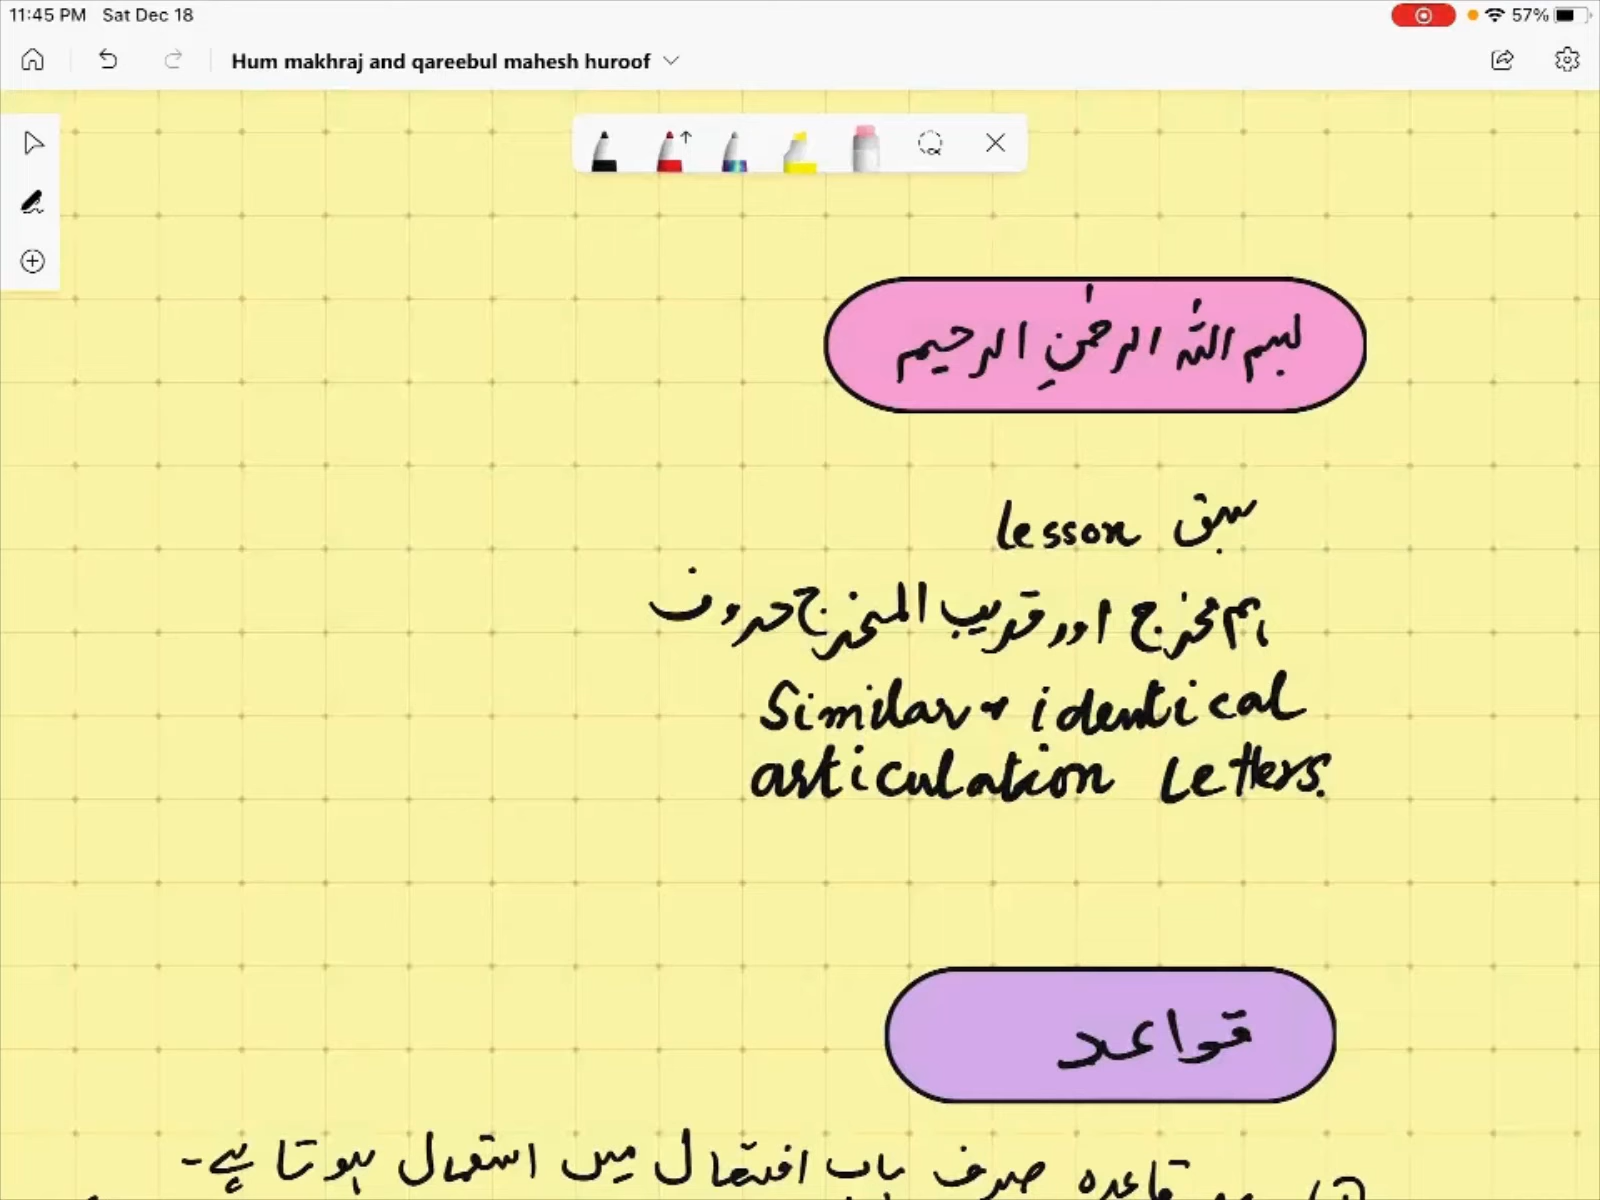 11:45 PM Sat Dec 18
57%
Hum makhraj and qareebul mahesh huroof
بسم اللہ الرحمٰنِ الرحیم
سبق lesson
ہم مخرج اور قریب المخرج حروف
Similar & identical
articulation Letters.
قواعد
قاعدہ صرف باب افتعال میں استعمال ہوتا ہے۔